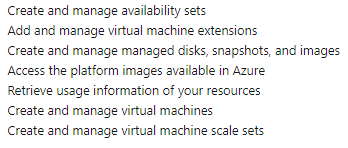 Create and manage availability sets
Add and manage virtual machine extensions
Create and manage managed disks, snapshots, and images
Access the platform images available in Azure
Retrieve usage information of your resources
Create and manage virtual machines
Create and manage virtual machine scale sets